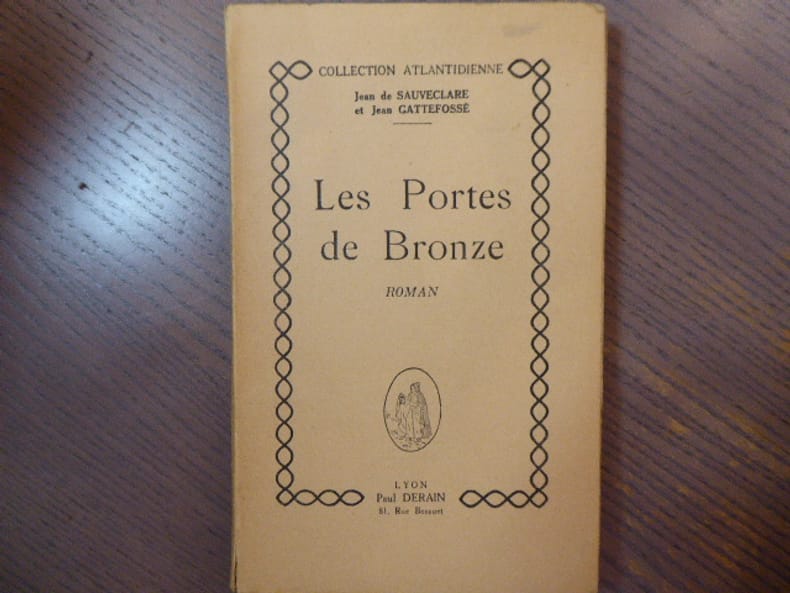 COLLECTION ATLANTIDIENNE
Jean de SAUVECLARE
et Jean GATTEFOSSÉ
Les Portes
de Bronze
ROMAN
LYON
Paul DERAIN
81, Rue Bossuet